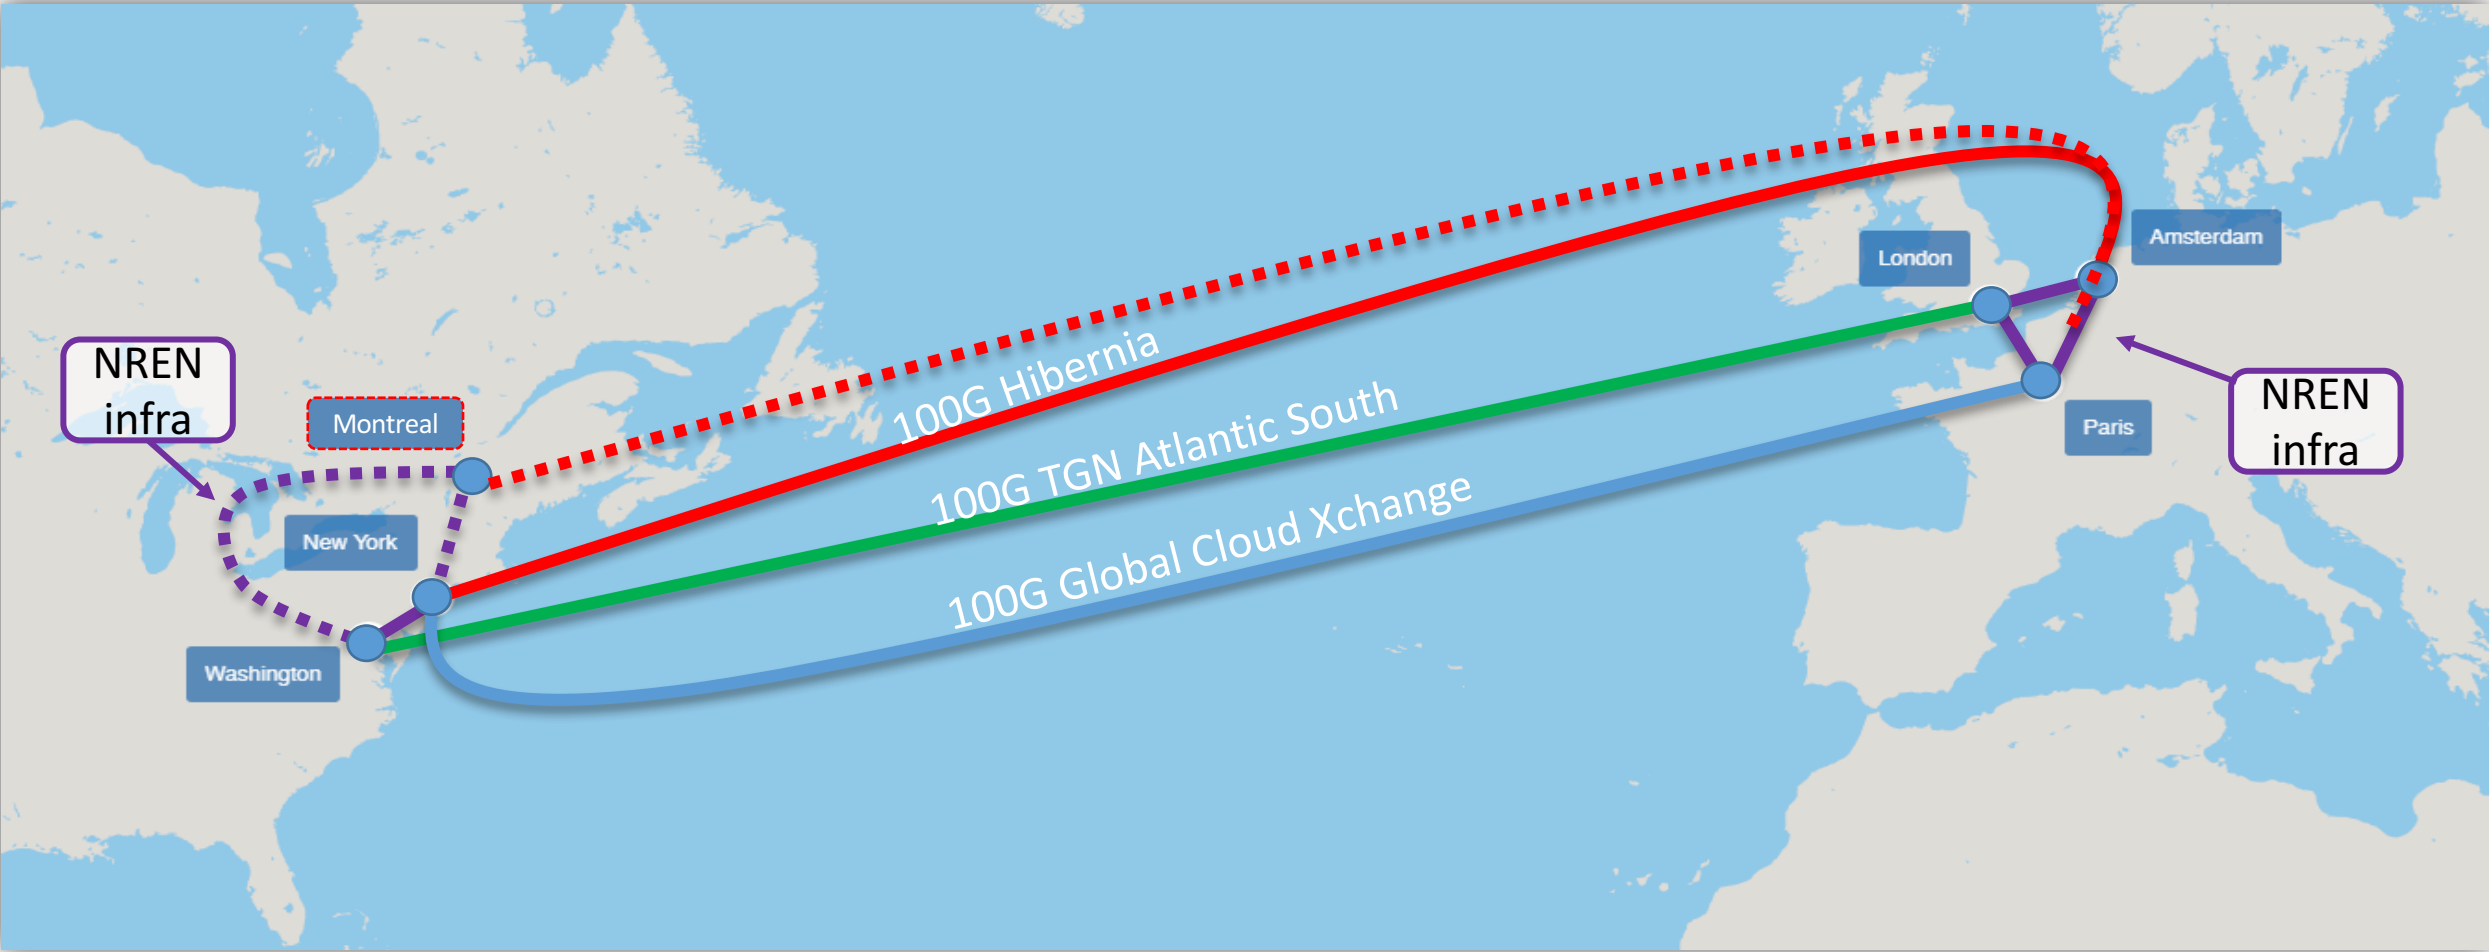 NREN
infra
Montreal
New York
Washington
100G Hibernia
100G TGN Atlantic South
100G Global Cloud Xchange
London
Amsterdam
Paris
NREN
infra